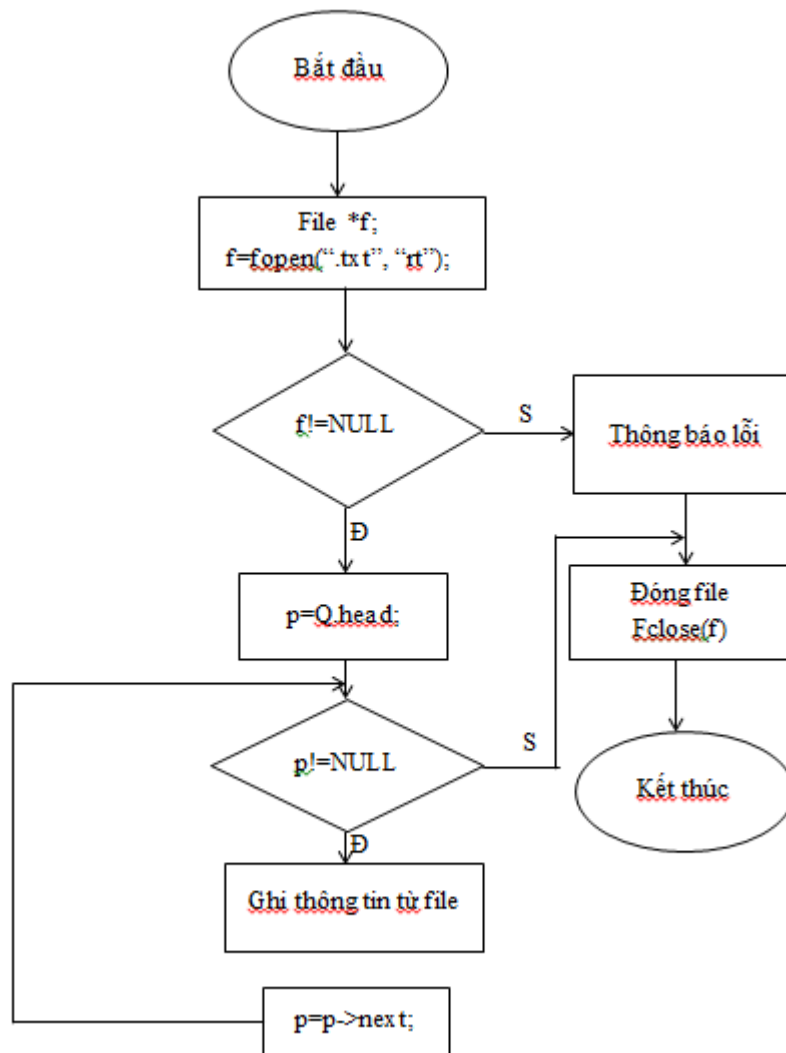 Bắt đầu
File *f;
f=fopen(“.txt”, “rt”);
f!=NULL
S
Thông báo lỗi
Đ
p=Q.head;
Đóng file
Fclose(f)
p!=NULL
S
Kết thúc
Đ
Ghi thông tin từ file
p=p->next;